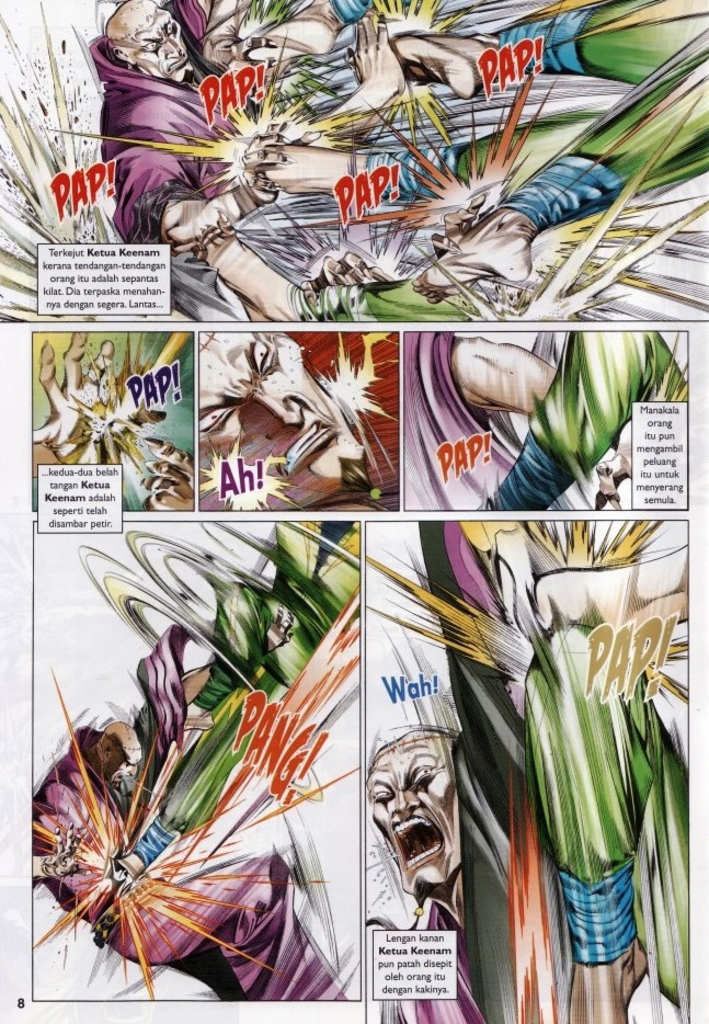 PAP!
PAP!
PAP!
PAP!
Terkejut Ketua Keenam
kerana tendangan-tendangan
orang itu adalah sepantas
kilat. Dia terpaksa menahan-
nya dengan segera. Lantas...
PAP!
...kedua-dua belah
tangan Ketua
Keenam adalah
seperti telah
disambar petir.
Ah!
PAP!
Manakala
orang
itu pun
mengambil
peluang
itu untuk
menyerang
semula.
PANG!
Wah!
PAP!
Lengan kanan
Ketua Keenam
pun patah disepit
oleh orang itu
dengan kakinya.
8